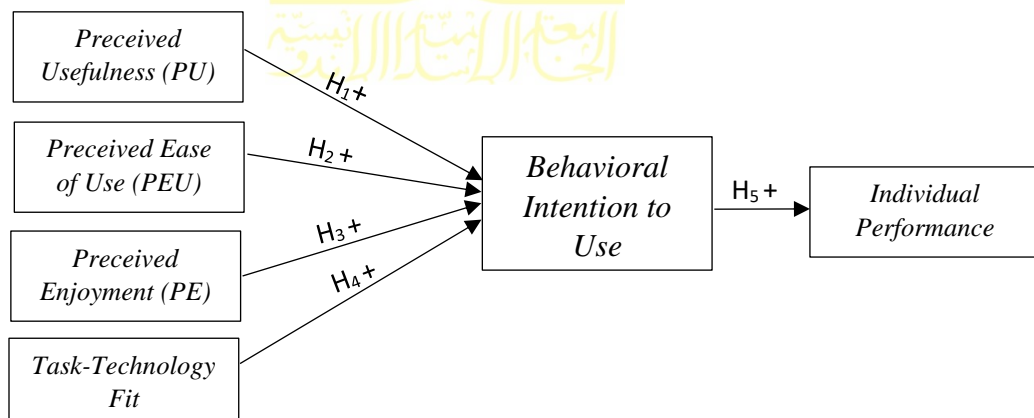 Preceived
Usefulness (PU)
H₁+
Preceived Ease
of Use (PEU)
H₂ +
Preceived
Enjoyment (PE)
H₃ +
Task-Technology
Fit
H₄ +
Behavioral
Intention to
Use
H₅ +
Individual
Performance